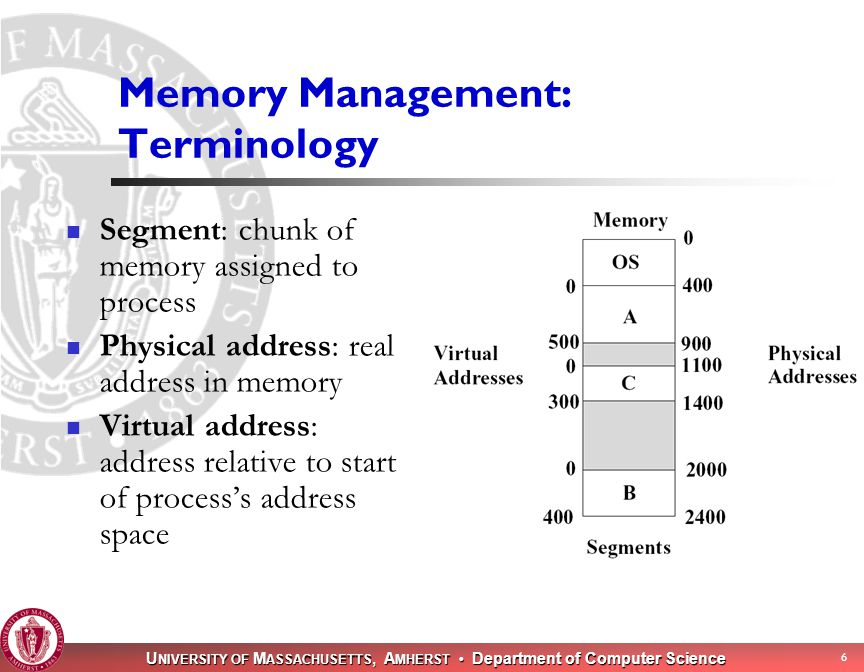 Memory Management:
Terminology
Segment: chunk of
memory assigned to
process
Physical address: real
address in memory
Virtual address:
address relative to start
of process’s address
space
Memory
0
OS
0
400
A
500
900
Virtual
Addresses
Physical
Addresses
0
1100
C
300
1400
0
2000
B
400
2400
Segments
UNIVERSITY OF MASSACHUSETTS, AMHERST • Department of Computer Science
6